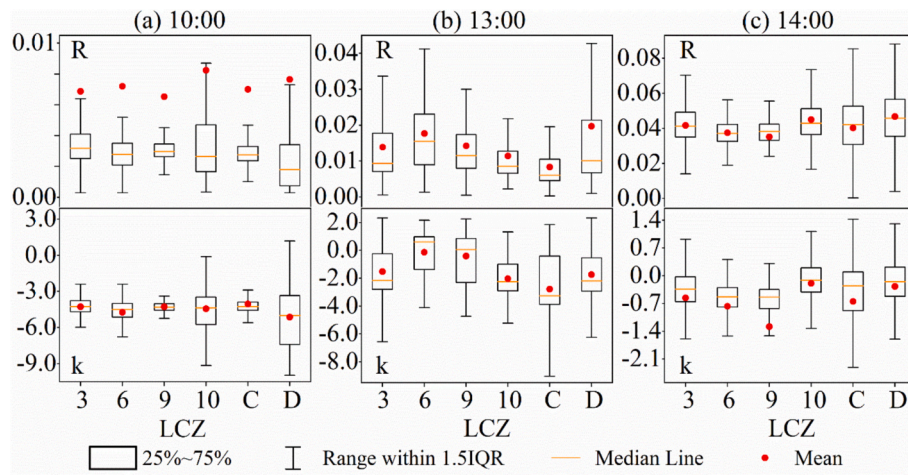 (a) 10:00 (b) 13:00 (c) 14:00
0.01 R 0.04 R 0.08 R
0.03 0.06
0.02 0.04
0.01 0.02
0.00 0.00 0.00
3.0 2.0 1.4
0.0 0.0 0.7
-3.0 -2.0 0.0
-6.0 -4.0 -0.7
-9.0 -6.0 -1.4
-8.0 -2.1
k k k
3 6 9 10 C D 3 6 9 10 C D 3 6 9 10 C D
LCZ LCZ LCZ
25%~75% Range within 1.5IQR Median Line Mean